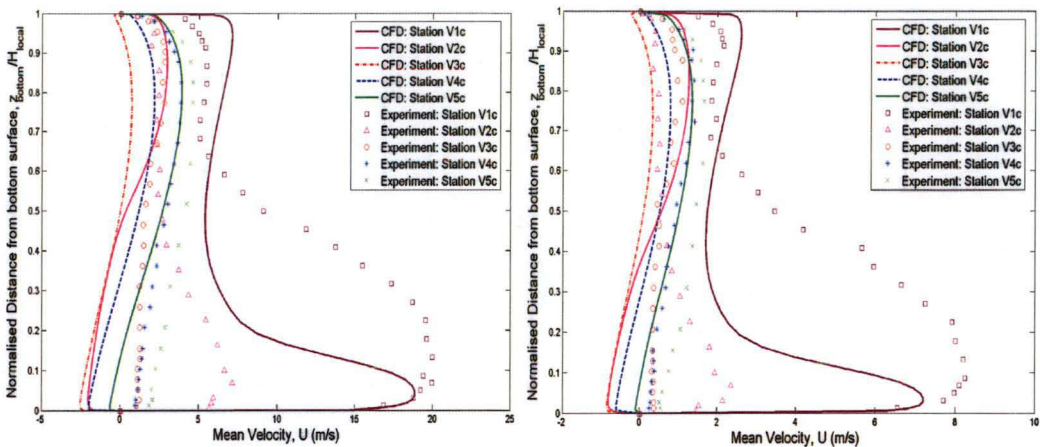 CFD: Station V1c
CFD: Station V2c
CFD: Station V3c
CFD: Station V4c
CFD: Station V5c
Experiment: Station V1c
Experiment: Station V2c
Experiment: Station V3c
Experiment: Station V4c
Experiment: Station V5c
Normalised Distance from bottom surface, zbottom/Hlocal
1
0.9
0.8
0.7
0.6
0.5
0.4
0.3
0.2
0.1
0
-5 0 5 10 15 20 25
Mean Velocity, U (m/s)
CFD: Station V1c
CFD: Station V2c
CFD: Station V3c
CFD: Station V4c
CFD: Station V5c
Experiment: Station V1c
Experiment: Station V2c
Experiment: Station V3c
Experiment: Station V4c
Experiment: Station V5c
Normalised Distance from bottom surface, zbottom/Hlocal
1
0.9
0.8
0.7
0.6
0.5
0.4
0.3
0.2
0.1
0
-2 0 2 4 6 8 10
Mean Velocity, U (m/s)